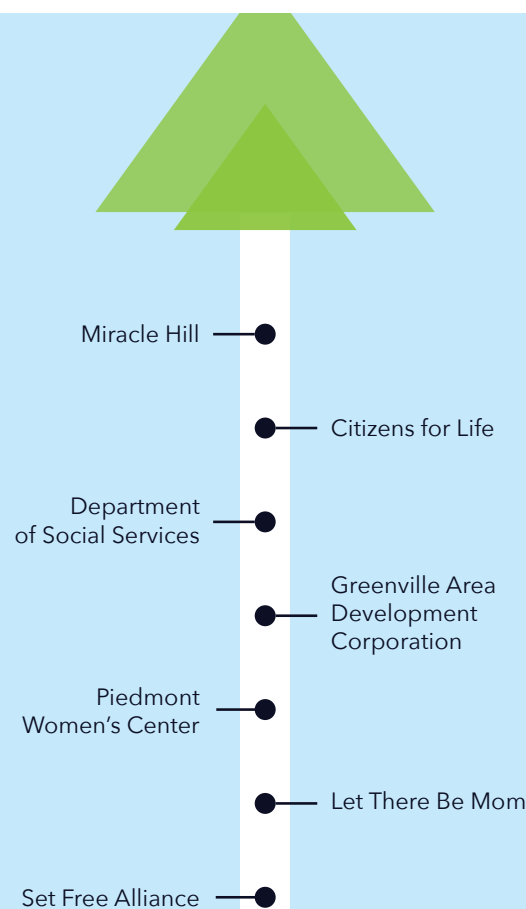 Miracle Hill
Citizens for Life
Department
of Social Services
Greenville Area
Development
Corporation
Piedmont
Women’s Center
Let There Be Mom
Set Free Alliance